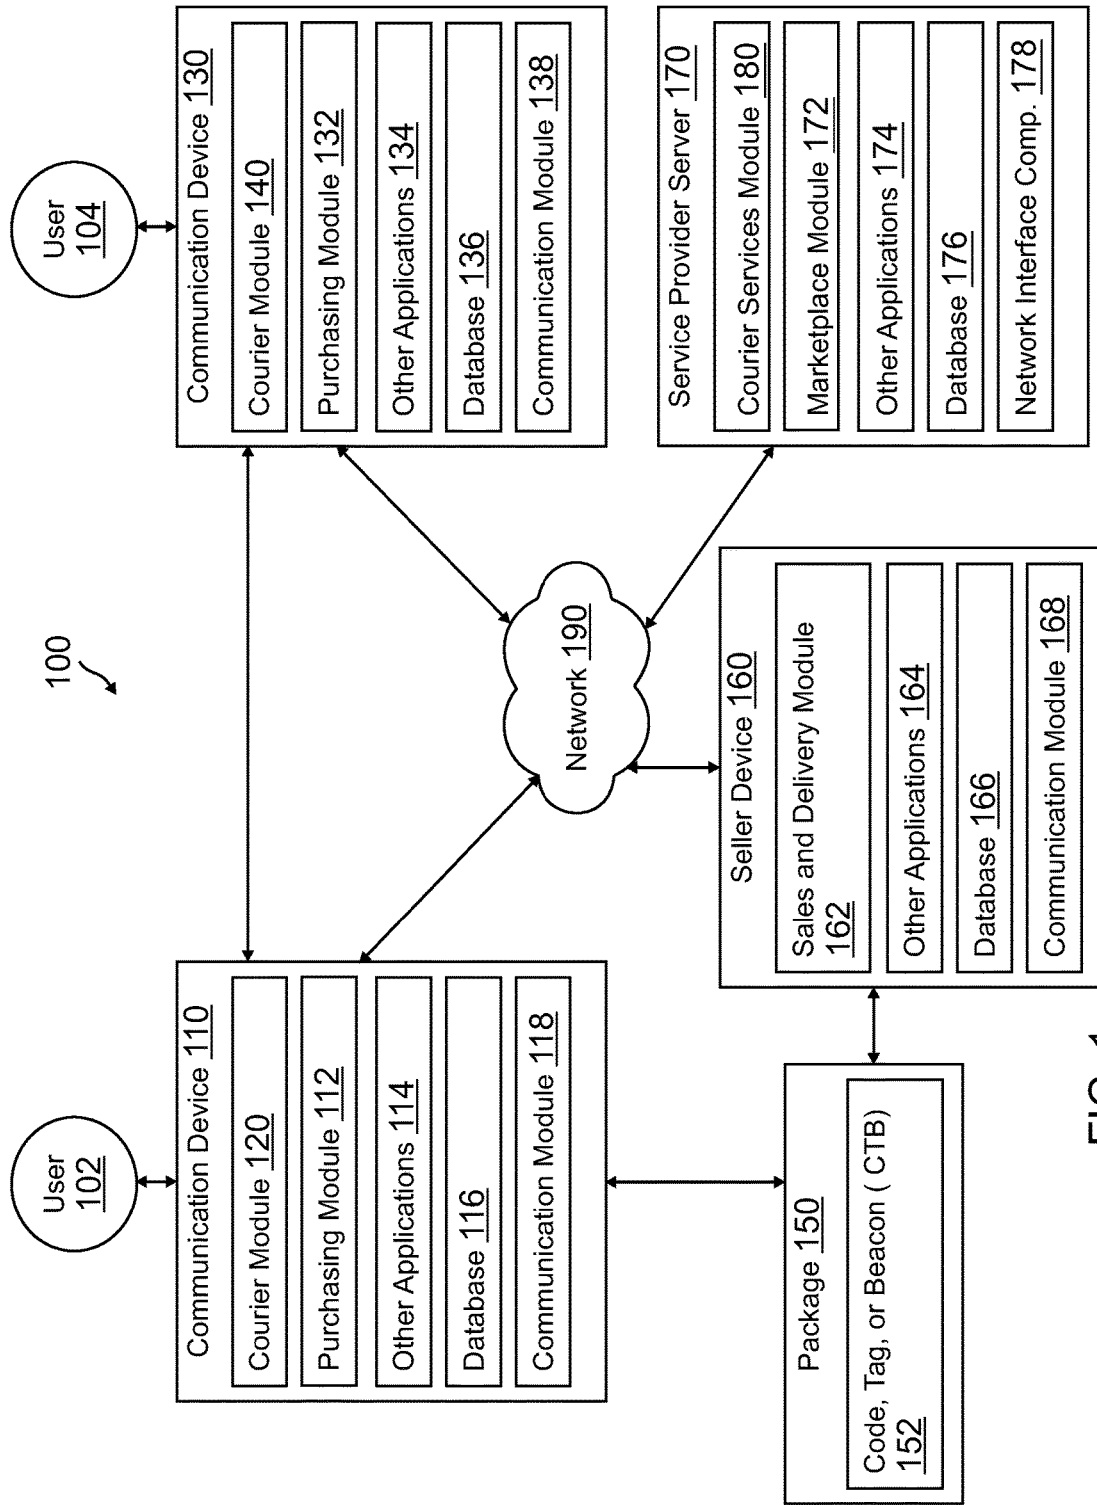 100
User
102
Communication Device 110
Courier Module 120
Purchasing Module 112
Other Applications 114
Database 116
Communication Module 118
User
104
Communication Device 130
Courier Module 140
Purchasing Module 132
Other Applications 134
Database 136
Communication Module 138
Network 190
Package 150
Code, Tag, or Beacon ( CTB)
152
Seller Device 160
Sales and Delivery Module
162
Other Applications 164
Database 166
Communication Module 168
Service Provider Server 170
Courier Services Module 180
Marketplace Module 172
Other Applications 174
Database 176
Network Interface Comp. 178